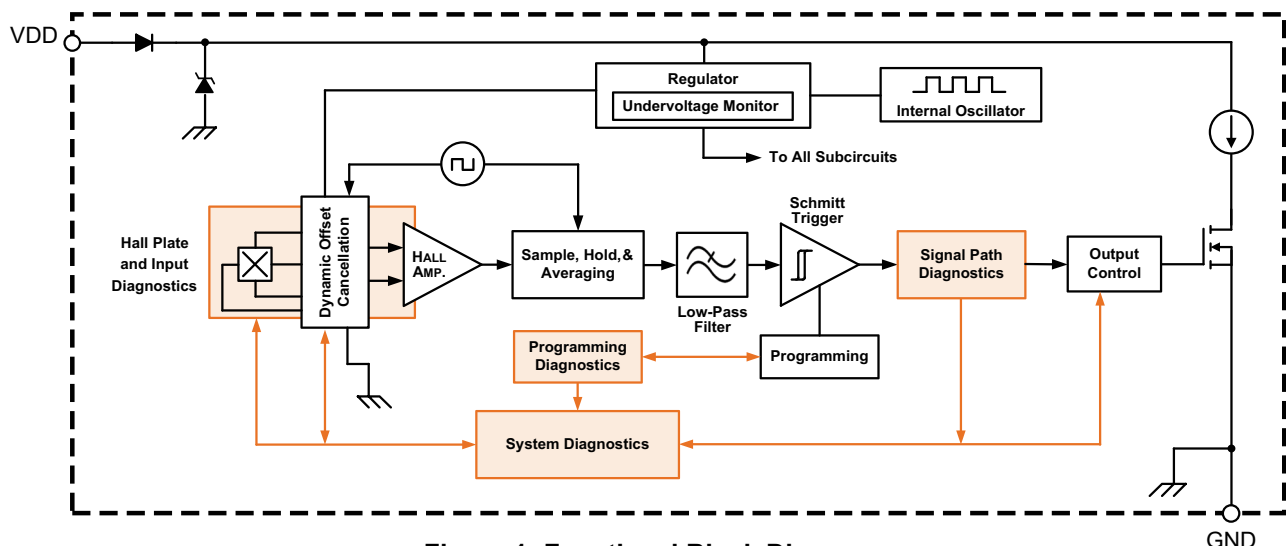 VDD
Regulator
Undervoltage Monitor
Internal Oscillator
To All Subcircuits
Schmitt
Trigger
Hall Plate
and Input
Diagnostics
Dynamic Offset
Cancellation
HALL
AMP.
Sample, Hold, &
Averaging
Low-Pass
Filter
Signal Path
Diagnostics
Output
Control
Programming
Diagnostics
Programming
System Diagnostics
GND